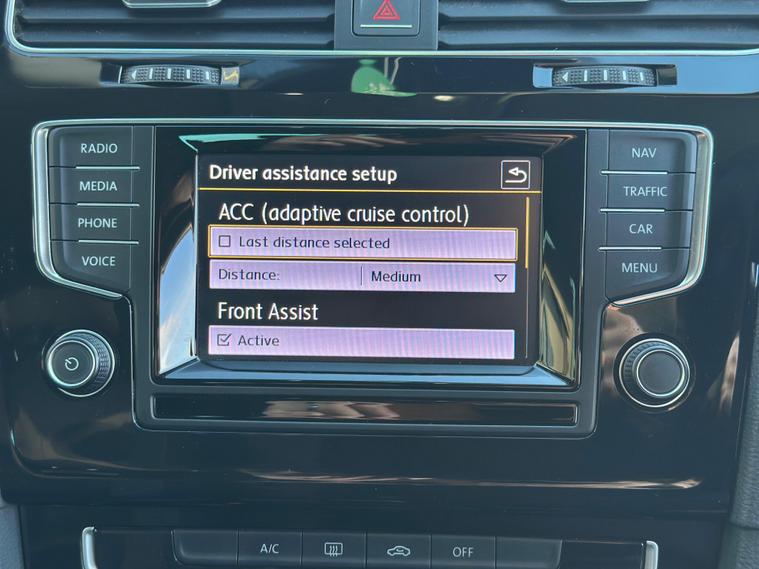 RADIO
MEDIA
PHONE
VOICE
Driver assistance setup
ACC (adaptive cruise control)
Last distance selected
Distance: Medium
Front Assist
Active
NAV
TRAFFIC
CAR
MENU
A/C
OFF